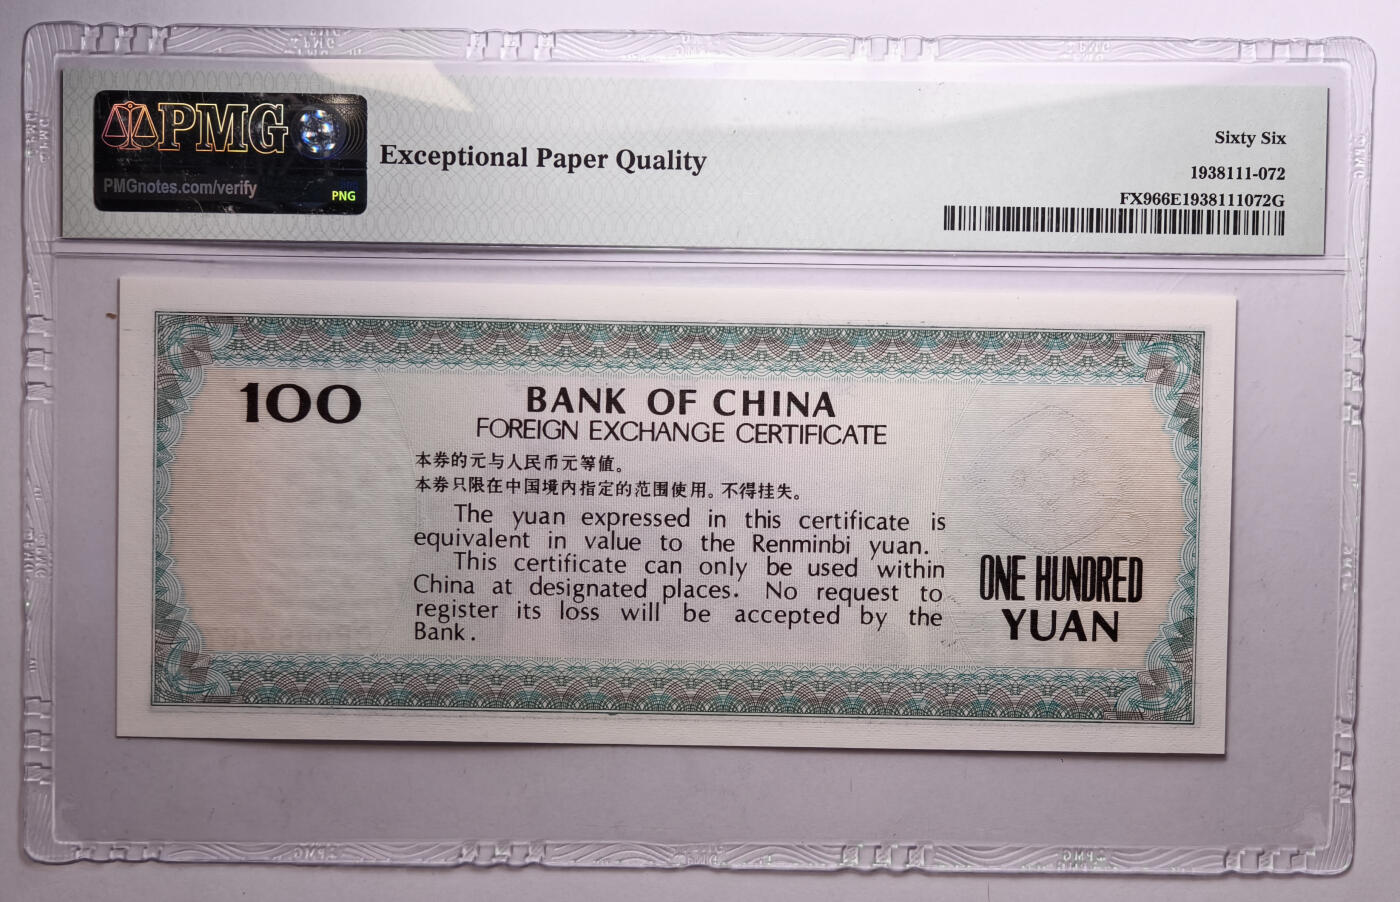 PMG
PMGnotes.com/verify
PNG
Exceptional Paper Quality
Sixty Six
1938111-072
FX966E1938111072G
100
BANK OF CHINA
FOREIGN EXCHANGE CERTIFICATE
本券的元与人民币元等值。
本券只限在中国境内指定的范围使用。不得挂失。
The yuan expressed in this certificate is
equivalent in value to the Renminbi yuan.
This certificate can only be used within
China at designated places. No request to
register its loss will be accepted by the
Bank.
ONE HUNDRED
YUAN